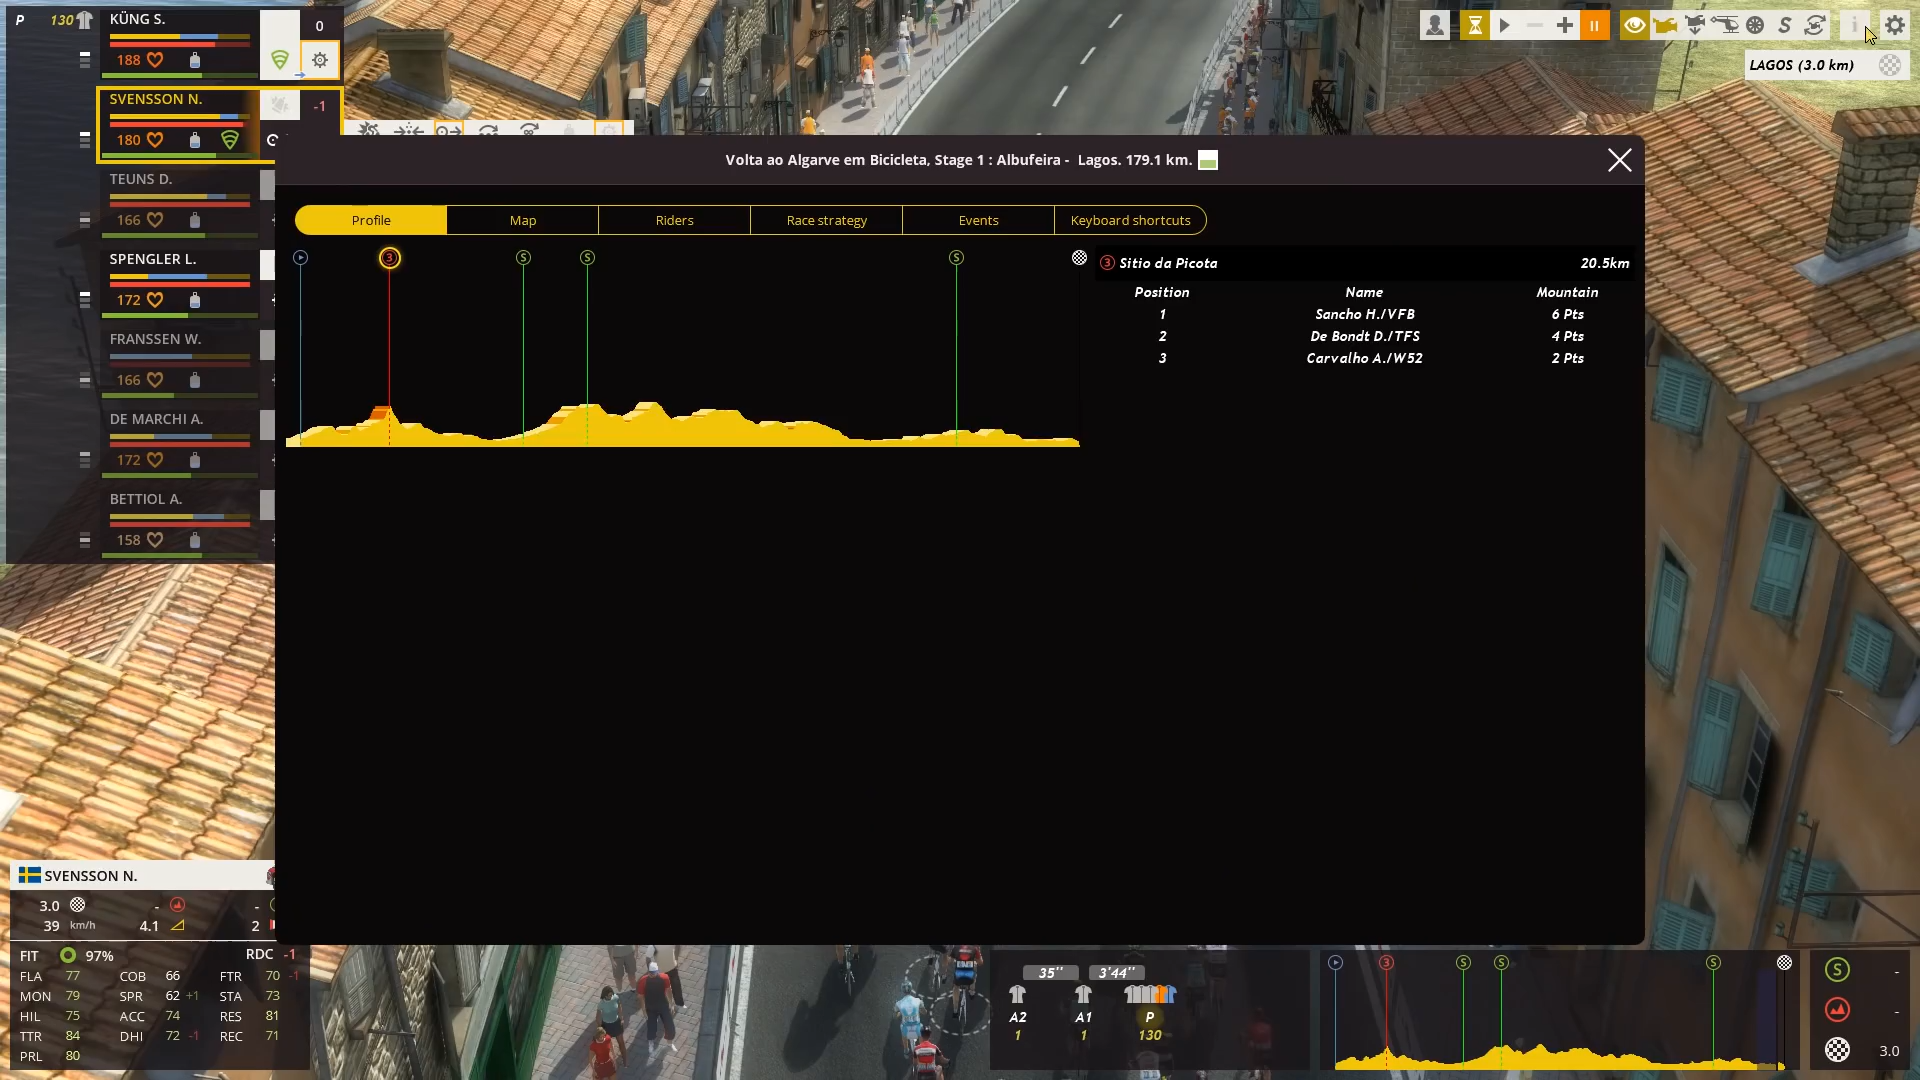 P 130
KÜNG S.
0
188
SVENSSON N.
-1
180
TEUNS D.
166
SPENGLER L.
172
FRANSSEN W.
166
DE MARCHI A.
172
BETTIOL A.
158
S
i
LAGOS (3.0 km)
Volta ao Algarve em Bicicleta, Stage 1 : Albufeira - Lagos. 179.1 km.
Profile Map Riders Race strategy Events Keyboard shortcuts
3 S S S
3 Sitio da Picota 20.5km
Position Name Mountain
1 Sancho H./VFB 6 Pts
2 De Bondt D./TFS 4 Pts
3 Carvalho A./W52 2 Pts
SVENSSON N.
3.0 - -
39 km/h 4.1 2
FIT 97% RDC -1
FLA 77 COB 66 FTR 70 -1
MON 79 SPR 62 +1 STA 73
HIL 75 ACC 74 RES 81
TTR 84 DHI 72 -1 REC 71
PRL 80
35'' 3'44''
A2 A1 P
1 1 130
3 S S S
S -
-
3.0